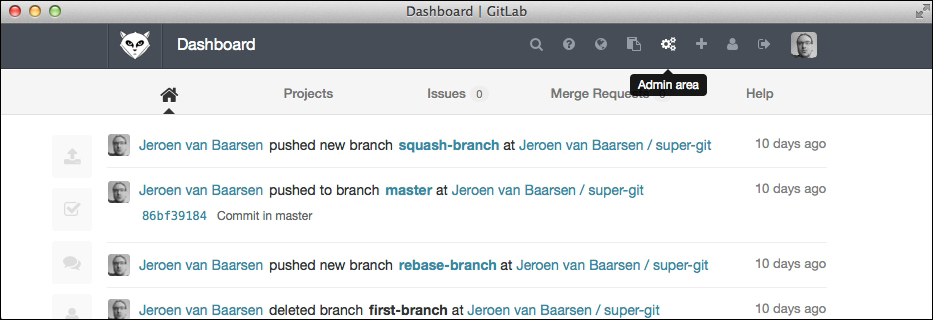 Dashboard | GitLab
Dashboard
Admin area
Projects Issues 0 Merge Requests 0 Help
Jeroen van Baarsen pushed new branch squash-branch at Jeroen van Baarsen / super-git 10 days ago
Jeroen van Baarsen pushed to branch master at Jeroen van Baarsen / super-git 10 days ago
86bf39184 Commit in master
Jeroen van Baarsen pushed new branch rebase-branch at Jeroen van Baarsen / super-git 10 days ago
Jeroen van Baarsen deleted branch first-branch at Jeroen van Baarsen / super-git 10 days ago